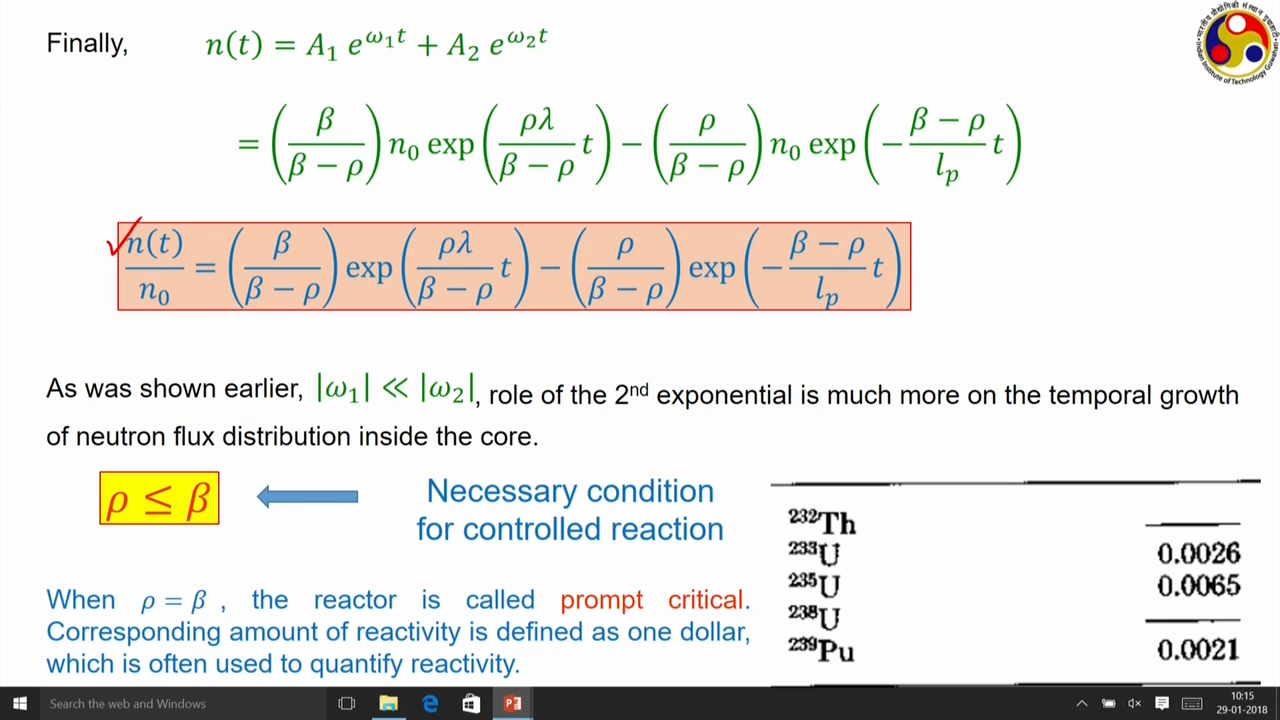 Finally, n(t) = A₁ e^{ω₁t} + A₂ e^{ω₂t}
= (β/(β − ρ)) n₀ exp(ρλ/(β − ρ) t) − (ρ/(β − ρ)) n₀ exp(−(β − ρ)/l_p t)
n(t)/n₀ = (β/(β − ρ)) exp(ρλ/(β − ρ) t) − (ρ/(β − ρ)) exp(−(β − ρ)/l_p t)
As was shown earlier, |ω₁| ≪ |ω₂|, role of the 2nd exponential is much more on the temporal growth
of neutron flux distribution inside the core.
ρ ≤ β
Necessary condition
for controlled reaction
When ρ = β , the reactor is called prompt critical.
Corresponding amount of reactivity is defined as one dollar,
which is often used to quantify reactivity.
²³²Th
²³³U 0.0026
²³⁵U 0.0065
²³⁸U
²³⁹Pu 0.0021
Search the web and Windows
10:15
29-01-2018